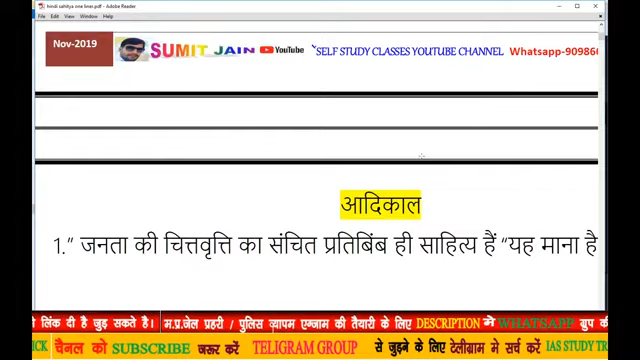 hindi sahitya one liner.pdf - Adobe Reader
File Edit View Window Help
Nov-2019
SUMIT JAIN YouTube SELF STUDY CLASSES YOUTUBE CHANNEL Whatsapp-90986
आदिकाल
1." जनता की चित्तवृत्ति का संचित प्रतिबिंब ही साहित्य हैं "यह माना है
लिंक दी है जुड़ सकते है। म.प्र.जेल प्रहरी / पुलिस व्यापम एग्जाम की तैयारी के लिए DESCRIPTION मे WHATSAPP ग्रुप की
ICK चैनल को SUBSCRIBE जरूर करें TELIGRAM GROUP से जुड़ने के लिए टेलीग्राम में सर्च करें IAS STUDY TR